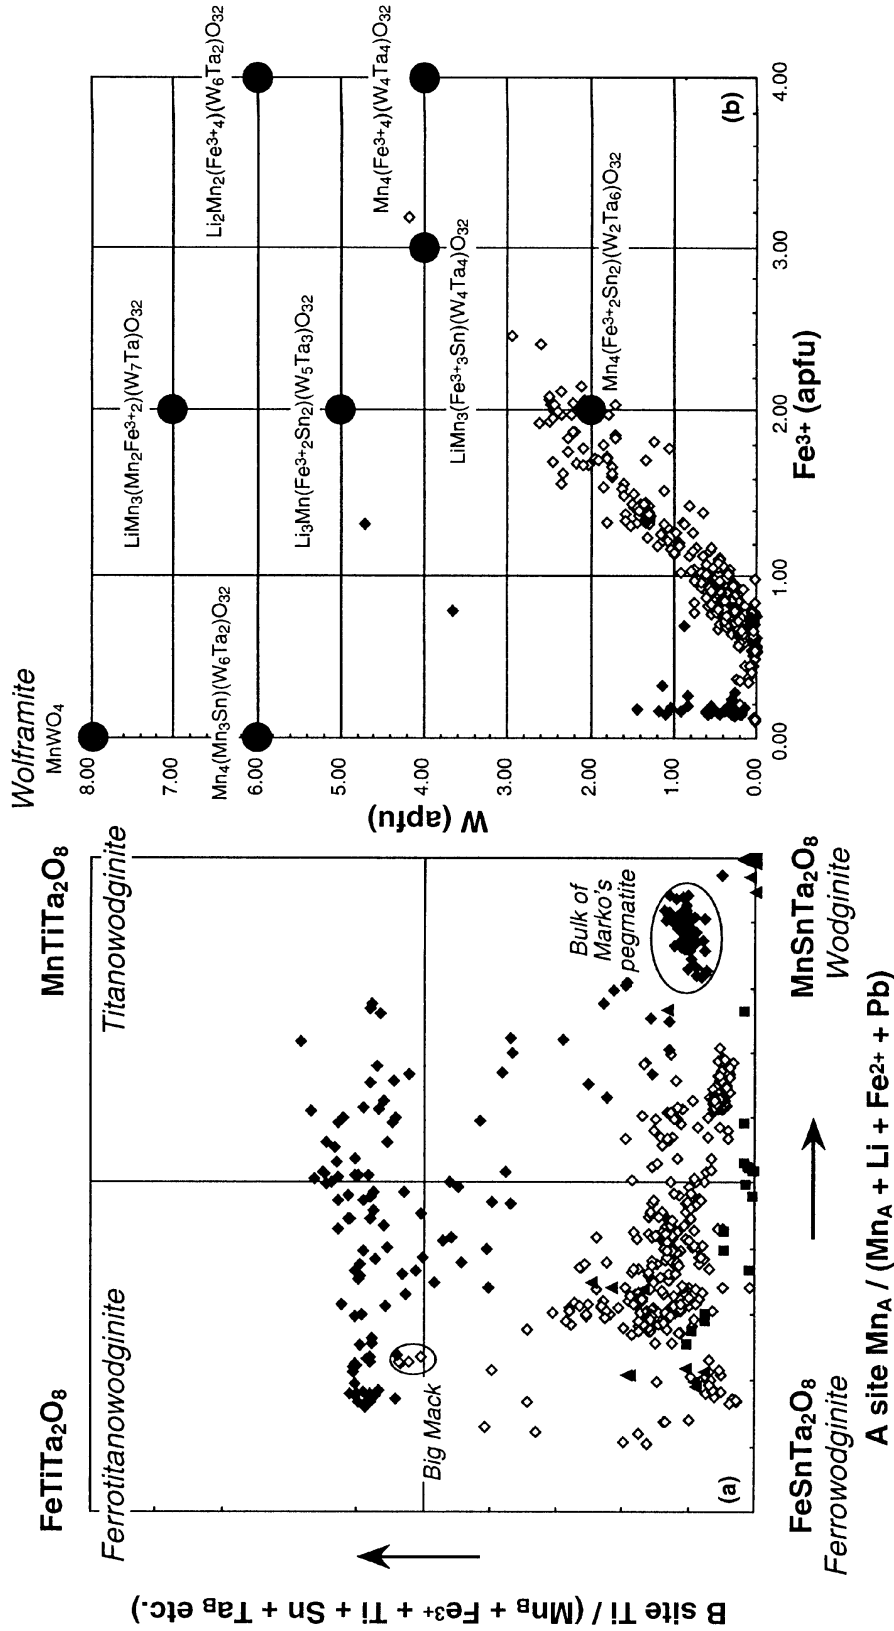 FeTiTa2O8
MnTiTa2O8
Ferrotitanowodginite
Titanowodginite
Bulk of
Marko's
pegmatite
Big Mack
(a)
FeSnTa2O8
MnSnTa2O8
Ferrowodginite
Wodginite
A site MnA / (MnA + Li + Fe2+ + Pb)
B site Ti / (MnB + Fe3+ + Ti + Sn + TaB etc.)
Wolframite
MnWO4
8.00
7.00
6.00
5.00
4.00
3.00
2.00
1.00
0.00
W (apfu)
LiMn3(Mn2Fe3+2)(W7Ta)O32
Li2Mn2(Fe3+4)(W6Ta2)O32
Mn4(Mn3Sn)(W6Ta2)O32
Li3Mn(Fe3+2Sn2)(W5Ta3)O32
Mn4(Fe3+4)(W4Ta4)O32
LiMn3(Fe3+3Sn)(W4Ta4)O32
Mn4(Fe3+2Sn2)(W2Ta6)O32
(b)
0.00
1.00
2.00
3.00
4.00
Fe3+ (apfu)